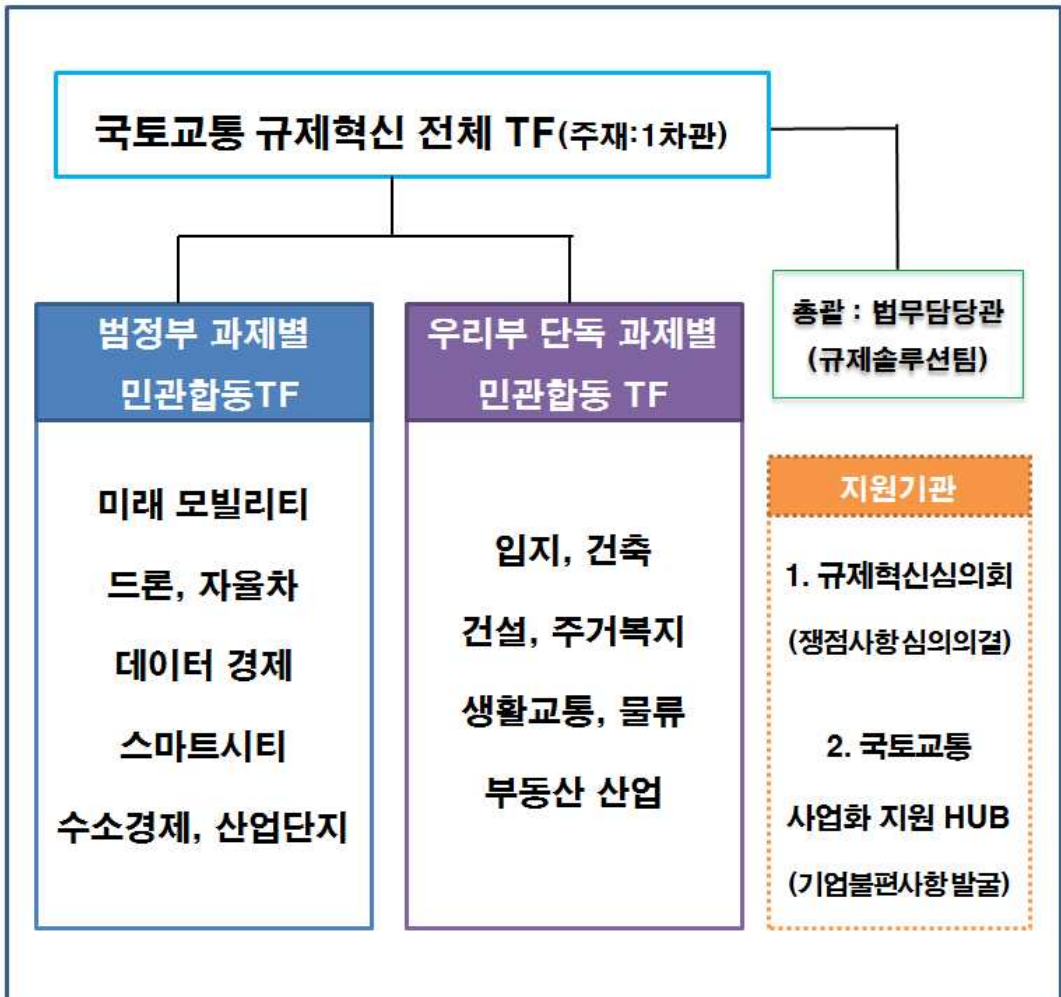 국토교통 규제혁신 전체 TF(주재:1차관)
범정부 과제별
민관합동TF
미래 모빌리티
드론, 자율차
데이터 경제
스마트시티
수소경제, 산업단지
우리부 단독 과제별
민관합동 TF
입지, 건축
건설, 주거복지
생활교통, 물류
부동산 산업
총괄 : 법무담당관
(규제솔루션팀)
지원기관
1. 규제혁신심의회
(쟁점사항 심의의결)
2. 국토교통
사업화 지원 HUB
(기업불편사항 발굴)